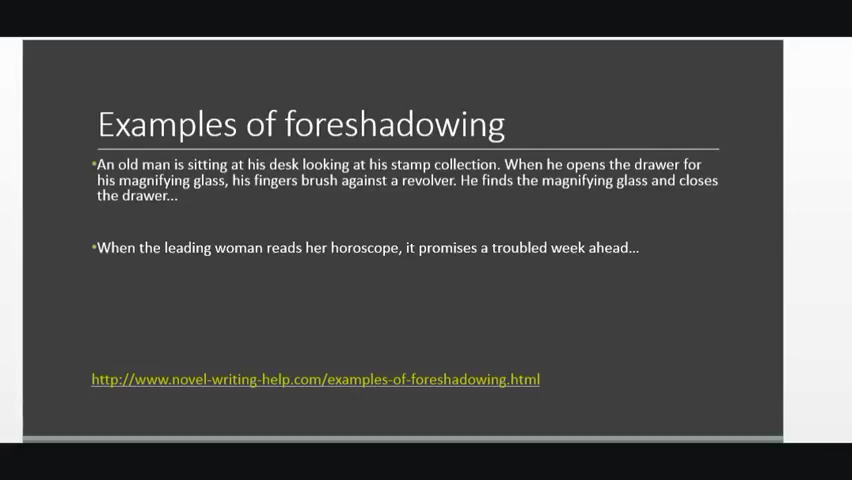 Examples of foreshadowing
•An old man is sitting at his desk looking at his stamp collection. When he opens the drawer for
his magnifying glass, his fingers brush against a revolver. He finds the magnifying glass and closes
the drawer...
•When the leading woman reads her horoscope, it promises a troubled week ahead...
http://www.novel-writing-help.com/examples-of-foreshadowing.html